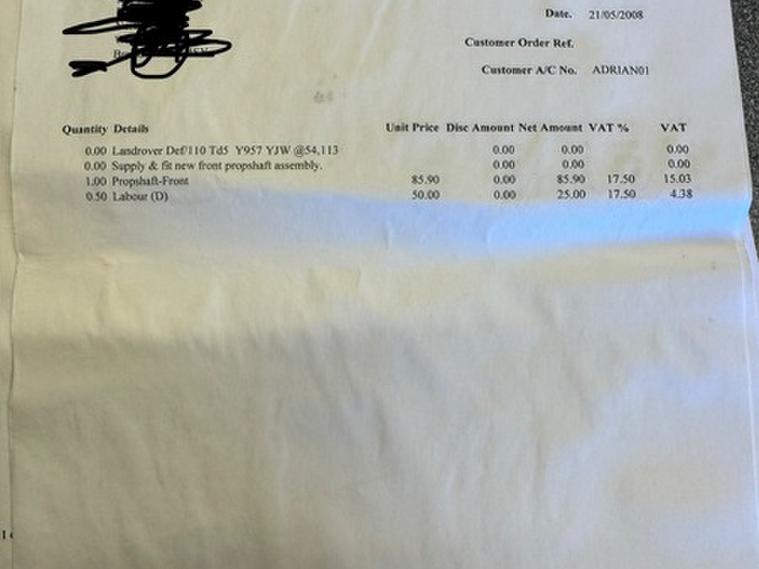 Date. 21/05/2008
Customer Order Ref.
Customer A/C No. ADRIAN01
Quantity Details Unit Price Disc Amount Net Amount VAT % VAT
0.00 Landrover Def/110 Td5 Y957 YJW @54,113 0.00 0.00 0.00
0.00 Supply & fit new front propshaft assembly. 0.00 0.00 0.00
1.00 Propshaft-Front 85.90 0.00 85.90 17.50 15.03
0.50 Labour (D) 50.00 0.00 25.00 17.50 4.38